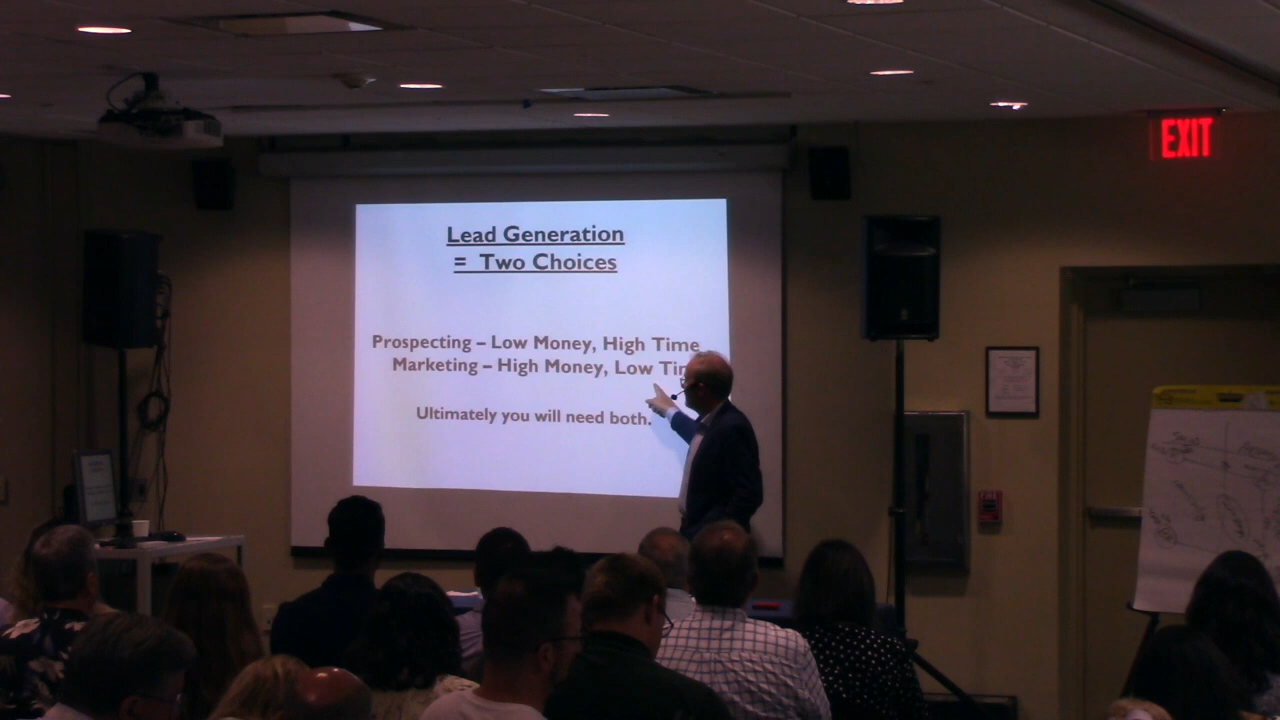 Lead Generation
= Two Choices
Prospecting – Low Money, High Time
Marketing – High Money, Low
Ultimately you will need both.
EXIT
FIRE